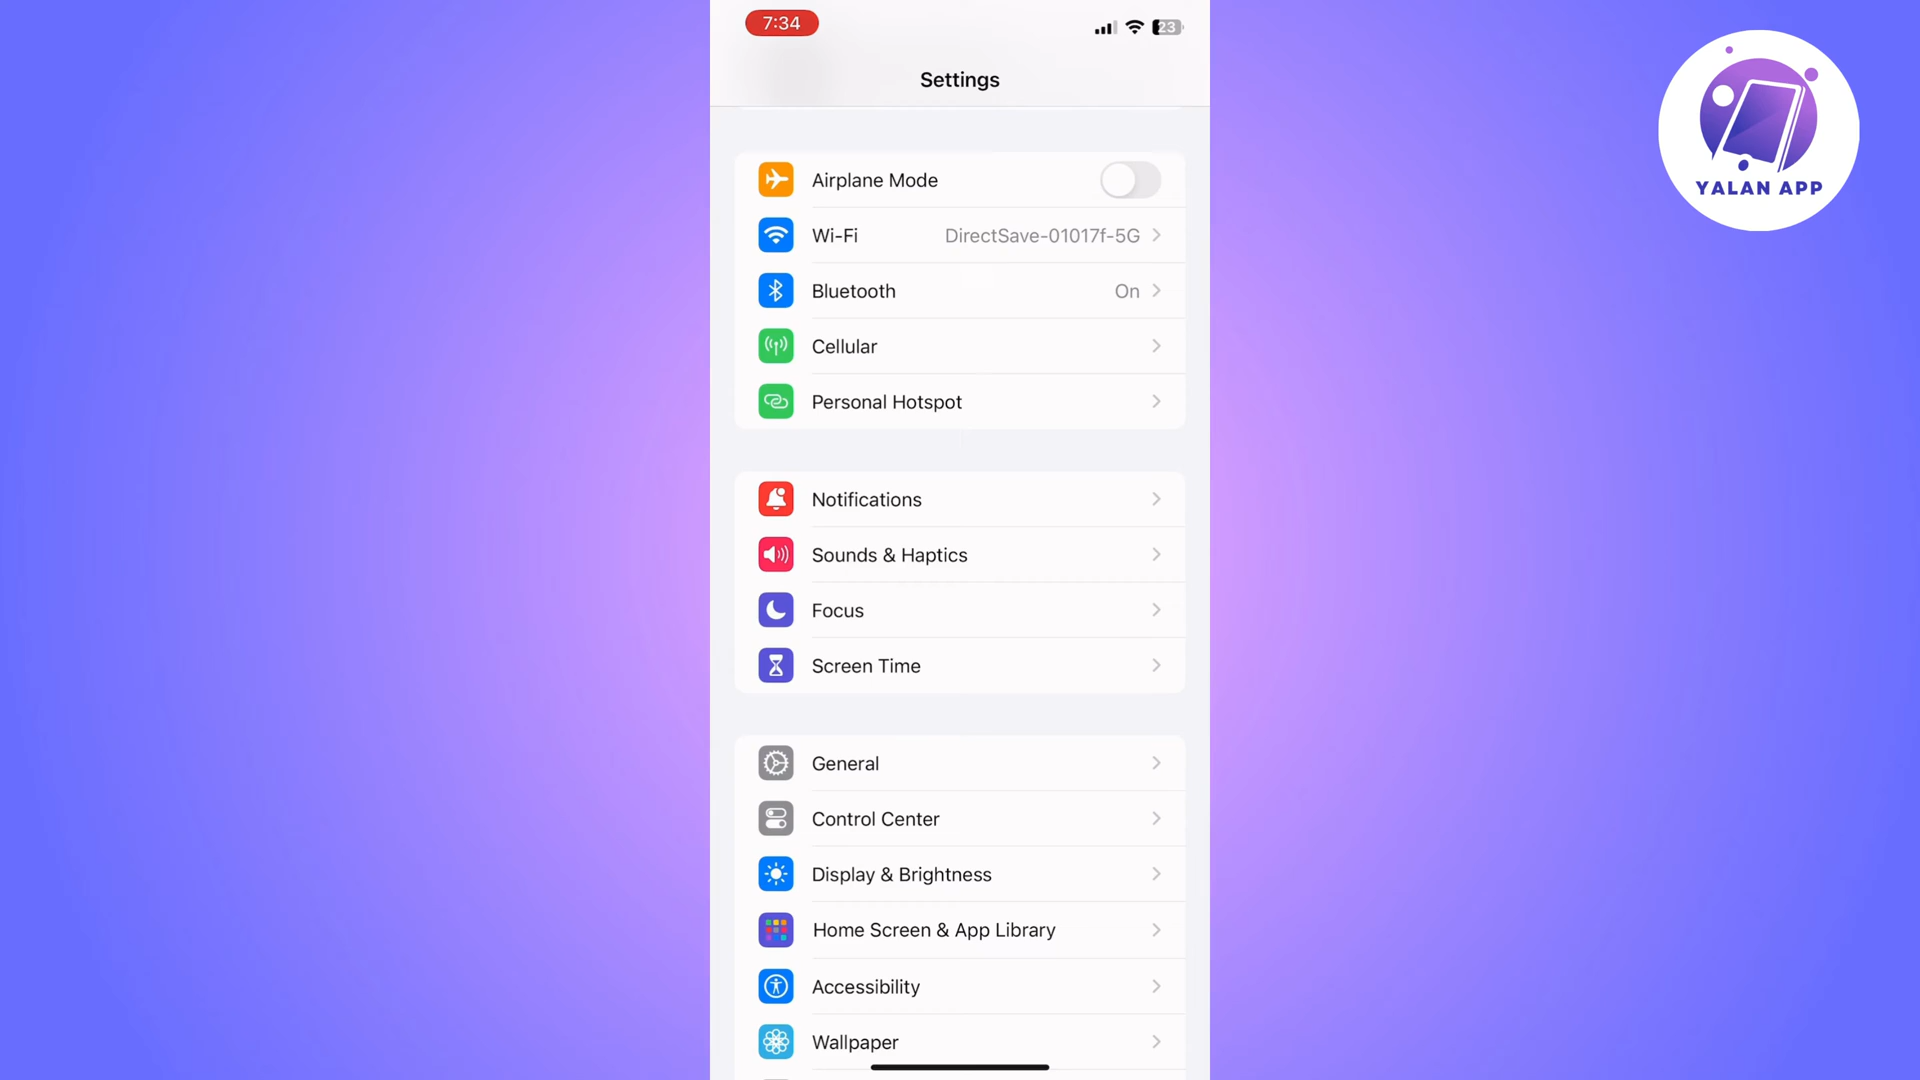 7:34
23
Settings
YALAN APP
Airplane Mode
Wi-Fi DirectSave-01017f-5G
Bluetooth On
Cellular
Personal Hotspot
Notifications
Sounds & Haptics
Focus
Screen Time
General
Control Center
Display & Brightness
Home Screen & App Library
Accessibility
Wallpaper